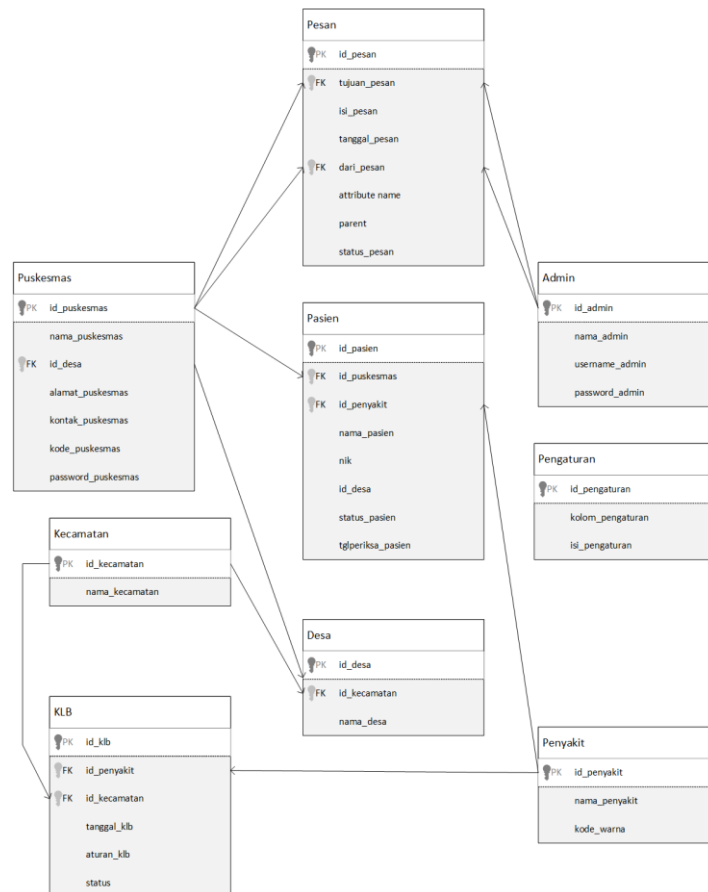 Pesan
PK id_pesan
FK tujuan_pesan
isi_pesan
tanggal_pesan
FK dari_pesan
attribute name
parent
status_pesan
Puskesmas
PK id_puskesmas
nama_puskesmas
FK id_desa
alamat_puskesmas
kontak_puskesmas
kode_puskesmas
password_puskesmas
Admin
PK id_admin
nama_admin
username_admin
password_admin
Pasien
PK id_pasien
FK id_puskesmas
FK id_penyakit
nama_pasien
nik
id_desa
status_pasien
tglperiksa_pasien
Pengaturan
PK id_pengaturan
kolom_pengaturan
isi_pengaturan
Kecamatan
PK id_kecamatan
nama_kecamatan
Desa
PK id_desa
FK id_kecamatan
nama_desa
KLB
PK id_klb
FK id_penyakit
FK id_kecamatan
tanggal_klb
aturan_klb
status
Penyakit
PK id_penyakit
nama_penyakit
kode_warna